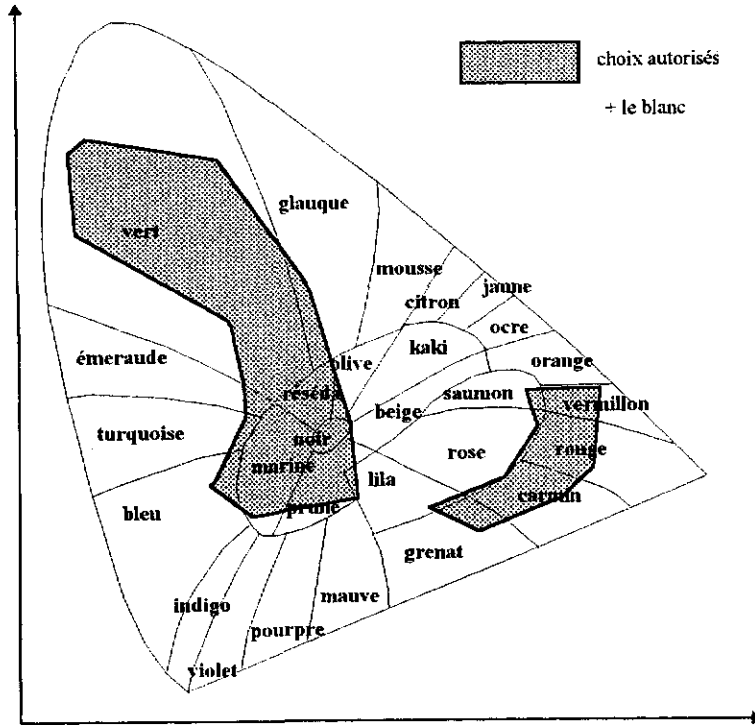 choix autorisés
+ le blanc
glauque
vert
mousse
citron
jaune
ocre
olive
kaki
orange
émeraude
réséda
beige
saumon
vermillon
turquoise
noir
marine
lila
rose
rouge
bleu
prune
carmin
grenat
indigo
mauve
pourpre
violet